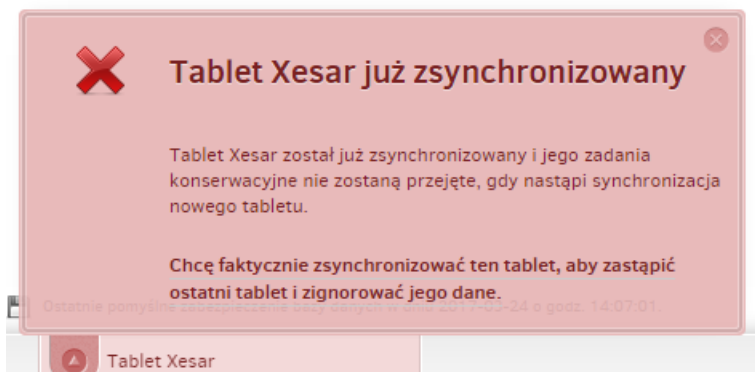 Tablet Xesar już zsynchronizowany
Tablet Xesar został już zsynchronizowany i jego zadania
konserwacyjne nie zostaną przejęte, gdy nastąpi synchronizacja
nowego tabletu.
Chcę faktycznie zsynchronizować ten tablet, aby zastąpić
ostatni tablet i zignorować jego dane.
Ostatnie pomyślne zabezpieczenie bazy danych w dniu 2017-03-24 o godz. 14:07:01.
Tablet Xesar